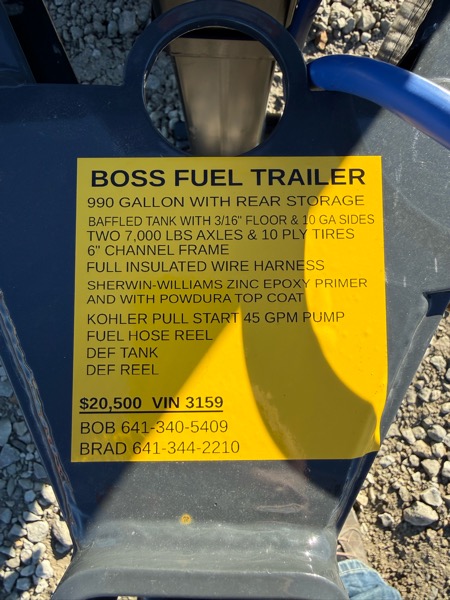 BOSS FUEL TRAILER
990 GALLON WITH REAR STORAGE
BAFFLED TANK WITH 3/16" FLOOR & 10 GA SIDES
TWO 7,000 LBS AXLES & 10 PLY TIRES
6" CHANNEL FRAME
FULL INSULATED WIRE HARNESS
SHERWIN-WILLIAMS ZINC EPOXY PRIMER
AND WITH POWDURA TOP COAT
KOHLER PULL START 45 GPM PUMP
FUEL HOSE REEL
DEF TANK
DEF REEL
$20,500 VIN 3159
BOB 641-340-5409
BRAD 641-344-2210